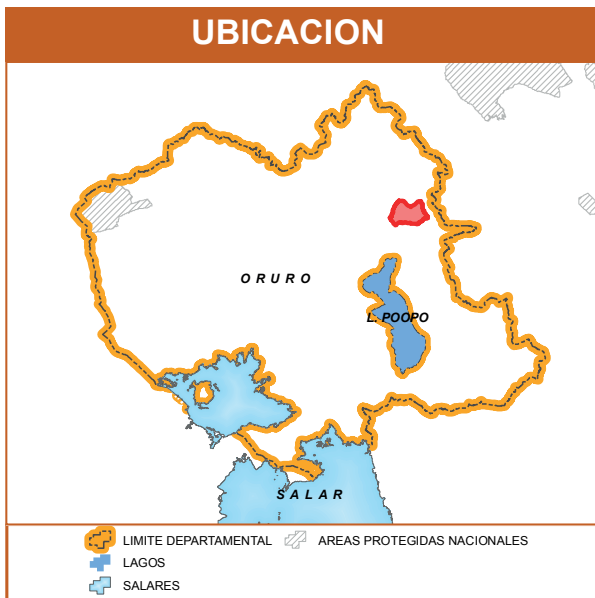 UBICACION
ORURO
L. POOPO
SALAR
LIMITE DEPARTAMENTAL
AREAS PROTEGIDAS NACIONALES
LAGOS
SALARES